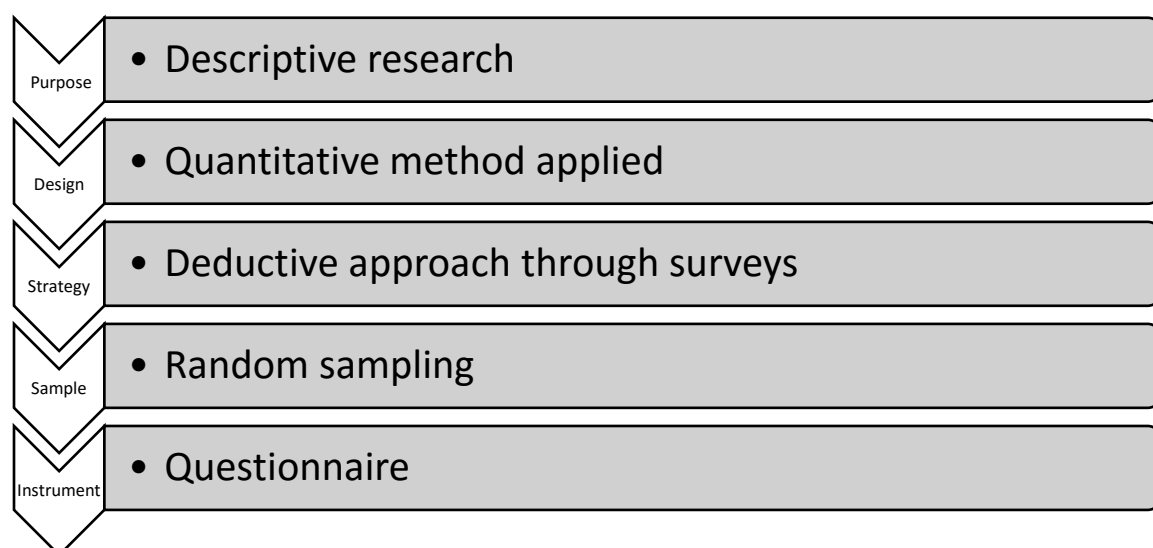 Purpose
• Descriptive research
Design
• Quantitative method applied
Strategy
• Deductive approach through surveys
Sample
• Random sampling
Instrument
• Questionnaire